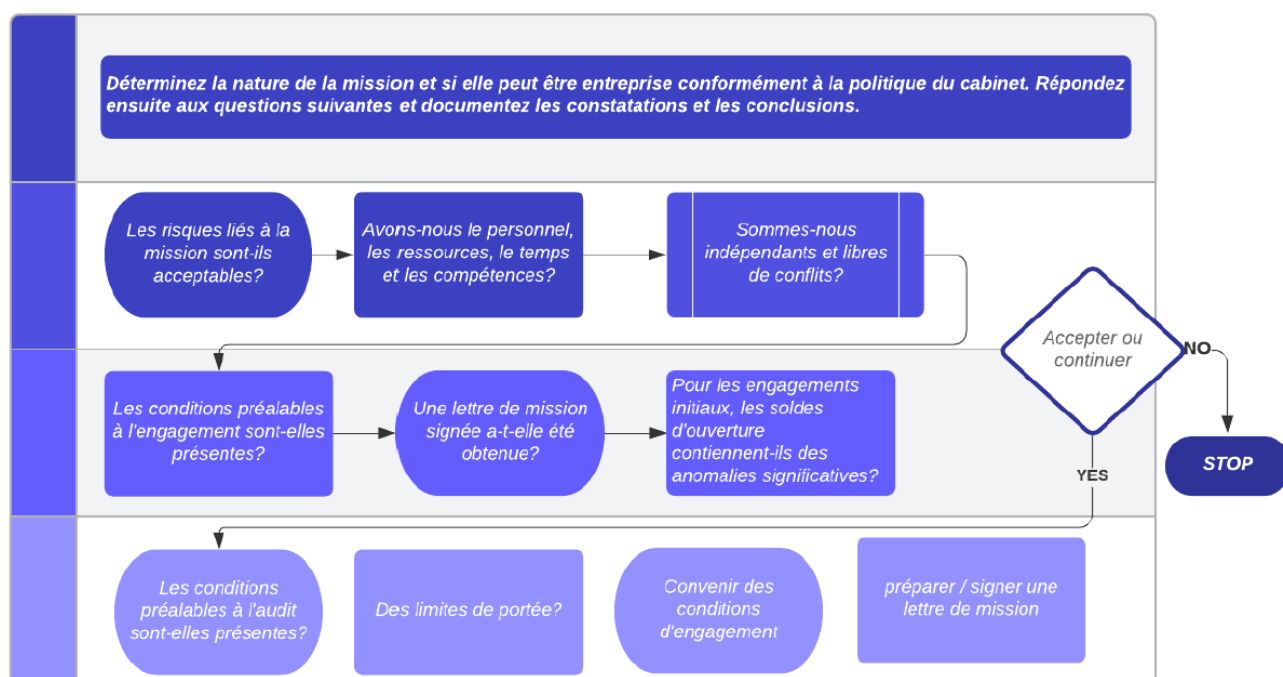 Déterminez la nature de la mission et si elle peut être entreprise conformément à la politique du cabinet. Répondez
ensuite aux questions suivantes et documentez les constatations et les conclusions.
Les risques liés à la
mission sont-ils
acceptables?
Avons-nous le personnel,
les ressources, le temps
et les compétences?
Sommes-nous
indépendants et libres
de conflits?
Accepter ou
continuer
NO
STOP
YES
Les conditions préalables
à l'engagement sont-elles
présentes?
Une lettre de mission
signée a-t-elle été
obtenue?
Pour les engagements
initiaux, les soldes
d'ouverture
contiennent-ils des
anomalies significatives?
Les conditions
préalables à l'audit
sont-elles présentes?
Des limites de portée?
Convenir des
conditions
d'engagement
préparer / signer une
lettre de mission